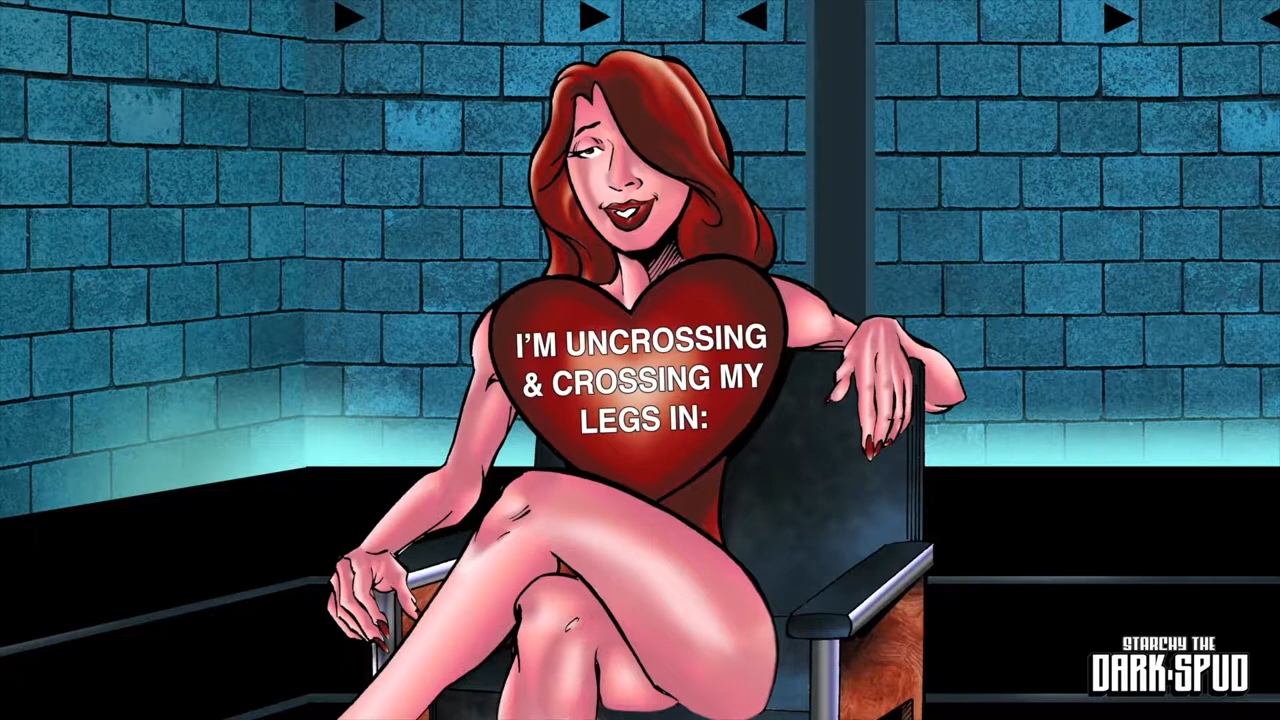 I'M UNCROSSING
& CROSSING MY
LEGS IN:
STARCHY THE
DARK·SPUD